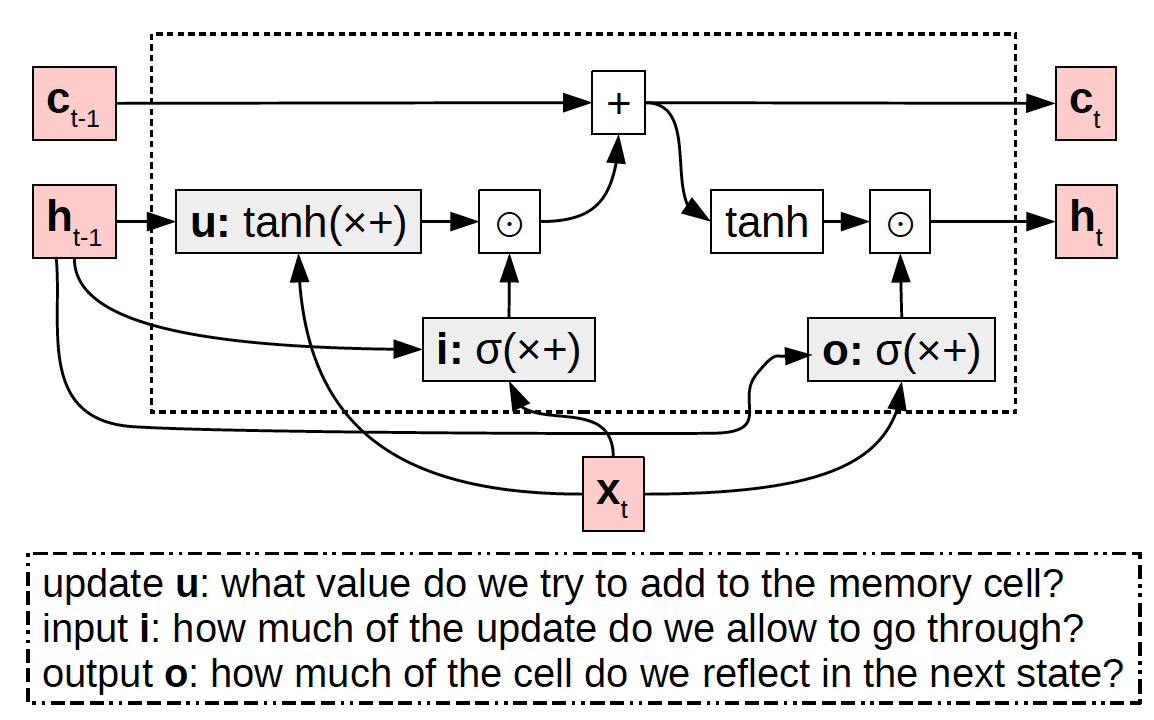 c t-1
+
c t
h t-1
u: tanh(×+)
⊙
tanh
⊙
h t
i: σ(×+)
o: σ(×+)
x t
update u: what value do we try to add to the memory cell?
input i: how much of the update do we allow to go through?
output o: how much of the cell do we reflect in the next state?